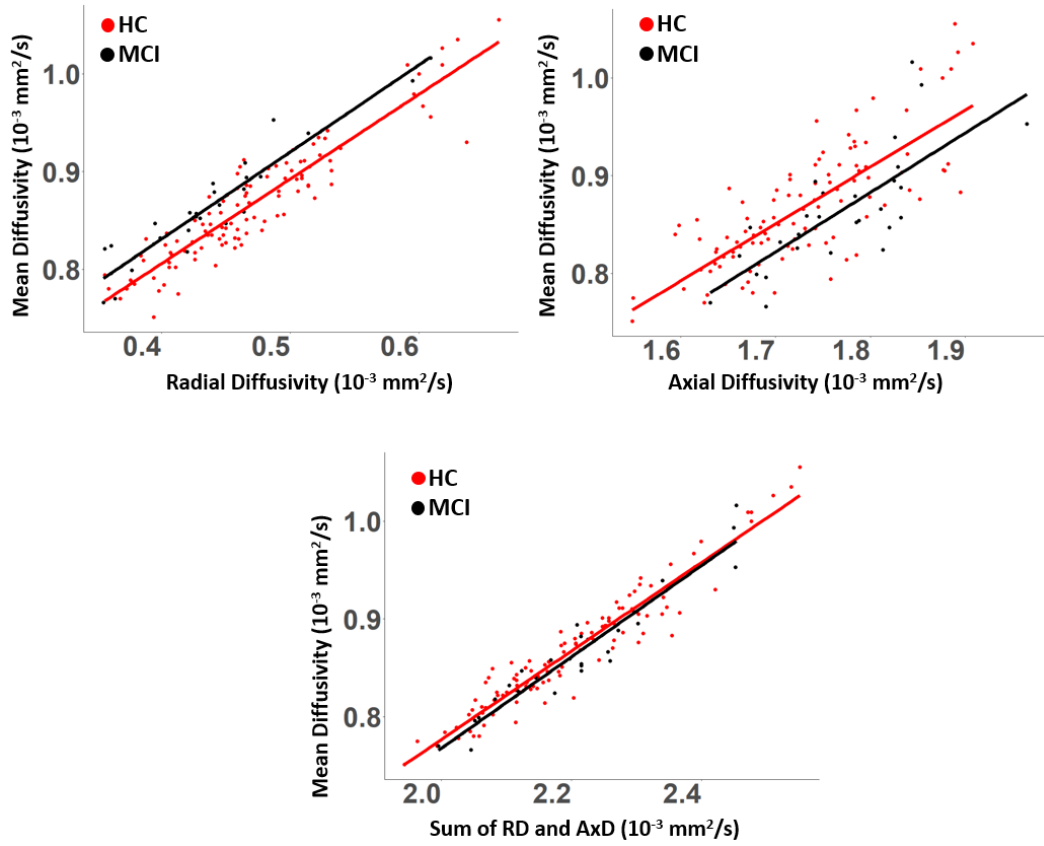 HC
MCI
Mean Diffusivity (10⁻³ mm²/s)
1.0
0.9
0.8
0.4 0.5 0.6
Radial Diffusivity (10⁻³ mm²/s)
HC
MCI
Mean Diffusivity (10⁻³ mm²/s)
1.0
0.9
0.8
1.6 1.7 1.8 1.9
Axial Diffusivity (10⁻³ mm²/s)
HC
MCI
Mean Diffusivity (10⁻³ mm²/s)
1.0
0.9
0.8
2.0 2.2 2.4
Sum of RD and AxD (10⁻³ mm²/s)